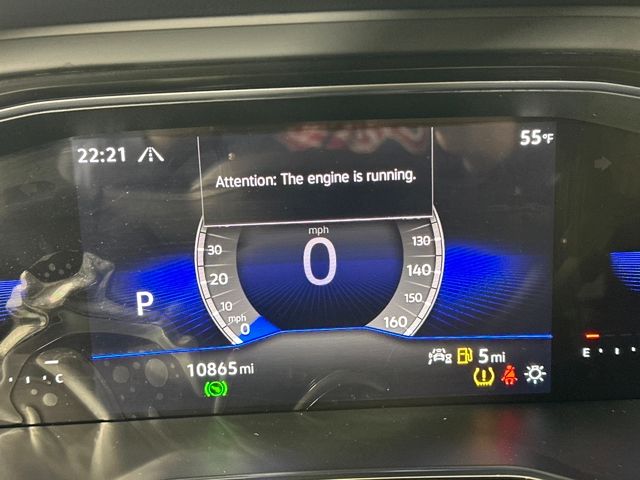 22:21
55°F
Attention: The engine is running.
mph
0
30
130
20
140
10
150
mph
0
160
P
10865 mi
5 mi
C
E